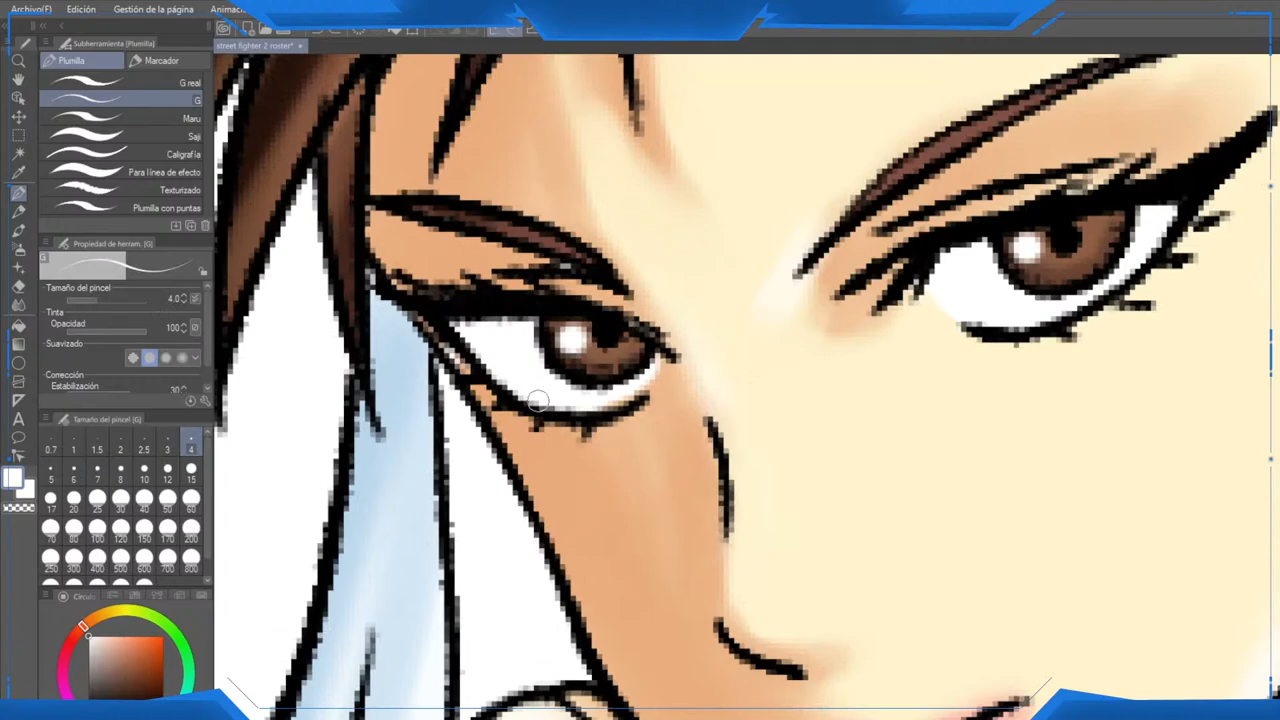 Archivo(F) Edición Gestión de la página Animació
street fighter 2 roster*
Subherramienta [Plumilla]
Plumilla Marcador
G real
G
Maru
Saji
Caligrafía
Para línea de efecto
Texturizado
Plumilla con puntas
Propiedad de herram. [G]
G
Tamaño del pincel 4.0
Tinta
Opacidad 100
Suavizado
Corrección
Estabilización 30
Tamaño del pincel [G]
0.7 1 1.5 2 2.5 3 4
5 6 7 8 10 12 15
17 20 25 30 40 50 60
70 80 100 120 150 170 200
250 300 400 500 600 700 800
Círculo